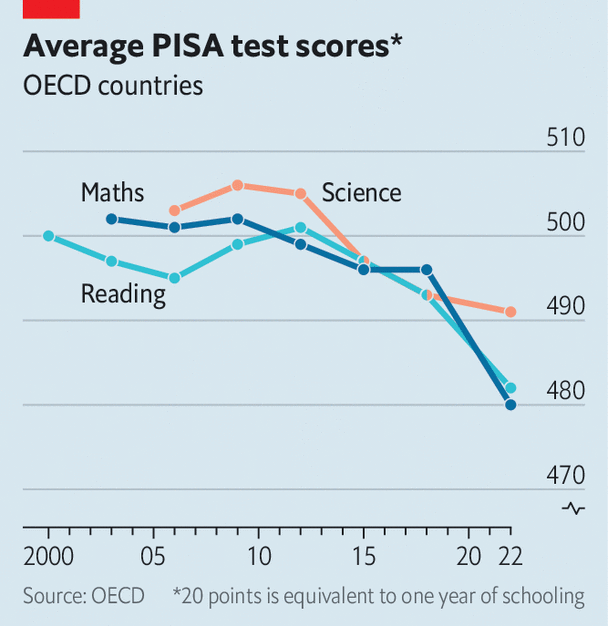 Average PISA test scores*
OECD countries
510
Maths
Science
500
Reading
490
480
470
2000 05 10 15 20 22
Source: OECD *20 points is equivalent to one year of schooling